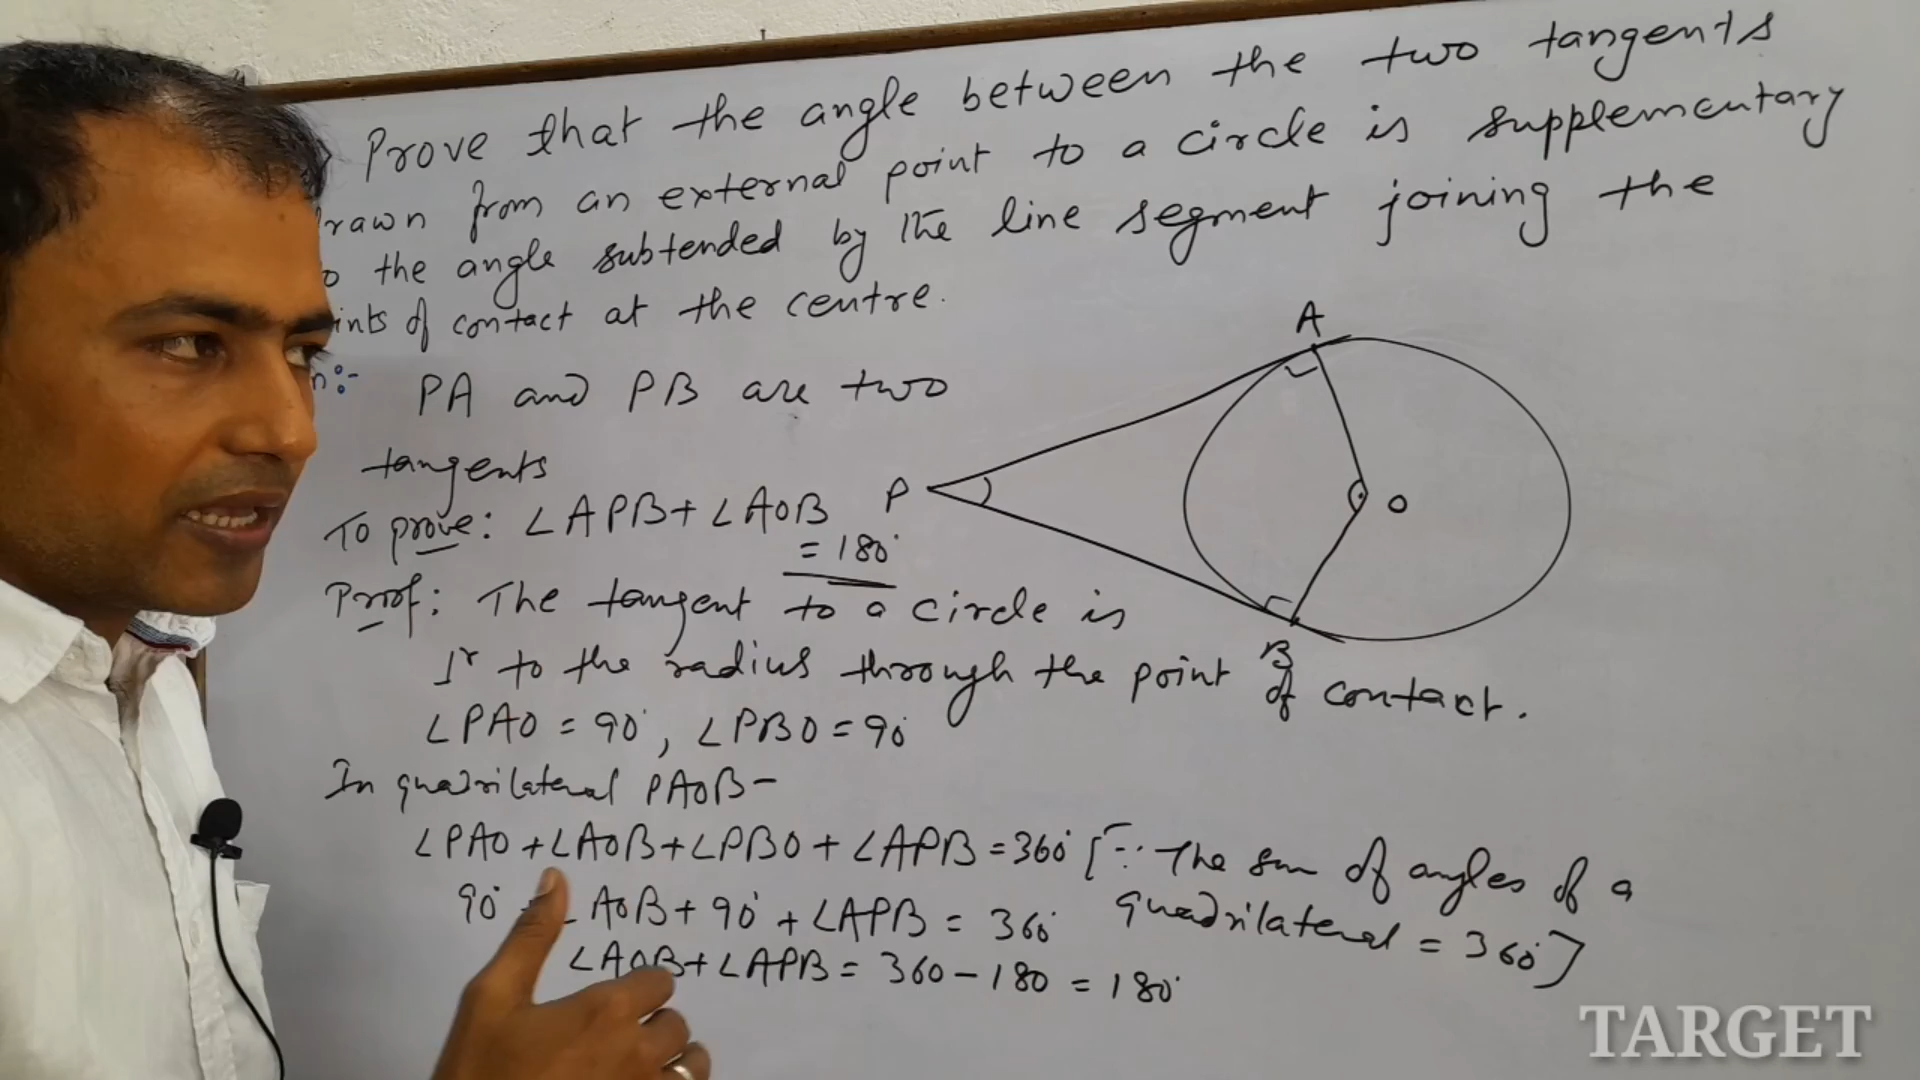 Prove that the angle between the two tangents
rawn from an external point to a circle is supplementary
o the angle subtended by the line segment joining the
ints of contact at the centre.
n:-
PA and PB are two
tangents
To prove: ∠APB+ ∠AOB
= 180°
Proof: The tangent to a circle is
⊥r to the radius through the point of contact.
∠PAO = 90°, ∠PBO = 90°
In quadrilateral PAOB-
∠PAO +∠AOB+∠PBO + ∠APB = 360° [∵ The sum of angles of a
quadrilateral = 360°]
90° ∠AOB + 90° + ∠APB = 360°
∠AOB+∠APB = 360 - 180 = 180°
A
P
O
B
TARGET